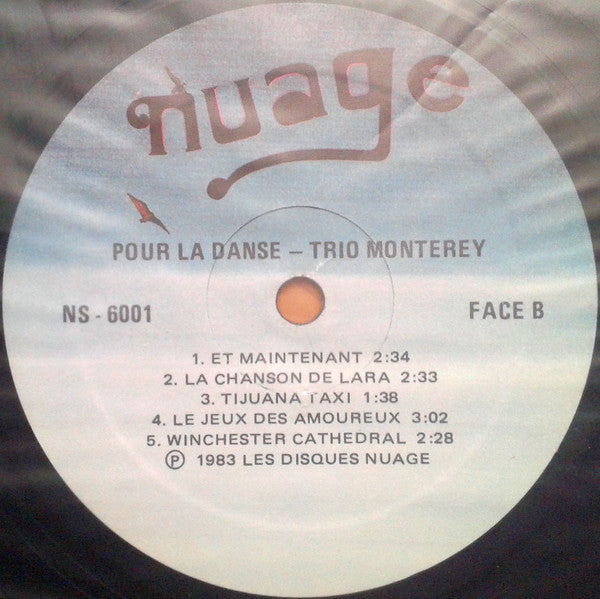 nuage
POUR LA DANSE – TRIO MONTEREY
NS - 6001
FACE B
1. ET MAINTENANT 2:34
2. LA CHANSON DE LARA 2:33
3. TIJUANA TAXI 1:38
4. LE JEUX DES AMOUREUX 3:02
5. WINCHESTER CATHEDRAL 2:28
Ⓟ 1983 LES DISQUES NUAGE